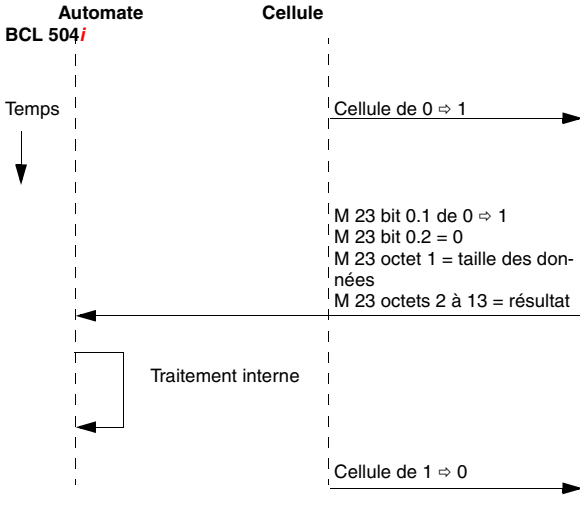 Automate Cellule
BCL 504i
Temps
Cellule de 0 ⇨ 1
M 23 bit 0.1 de 0 ⇨ 1
M 23 bit 0.2 = 0
M 23 octet 1 = taille des don-
nées
M 23 octets 2 à 13 = résultat
Traitement interne
Cellule de 1 ⇨ 0